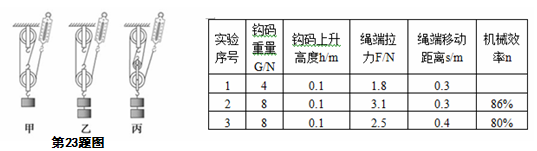 甲 乙 丙
第23题图
实验序号 钩码重量G/N 钩码上升高度h/m 绳端拉力F/N 绳端移动距离s/m 机械效率n
1 4 0.1 1.8 0.3
2 8 0.1 3.1 0.3 86%
3 8 0.1 2.5 0.4 80%